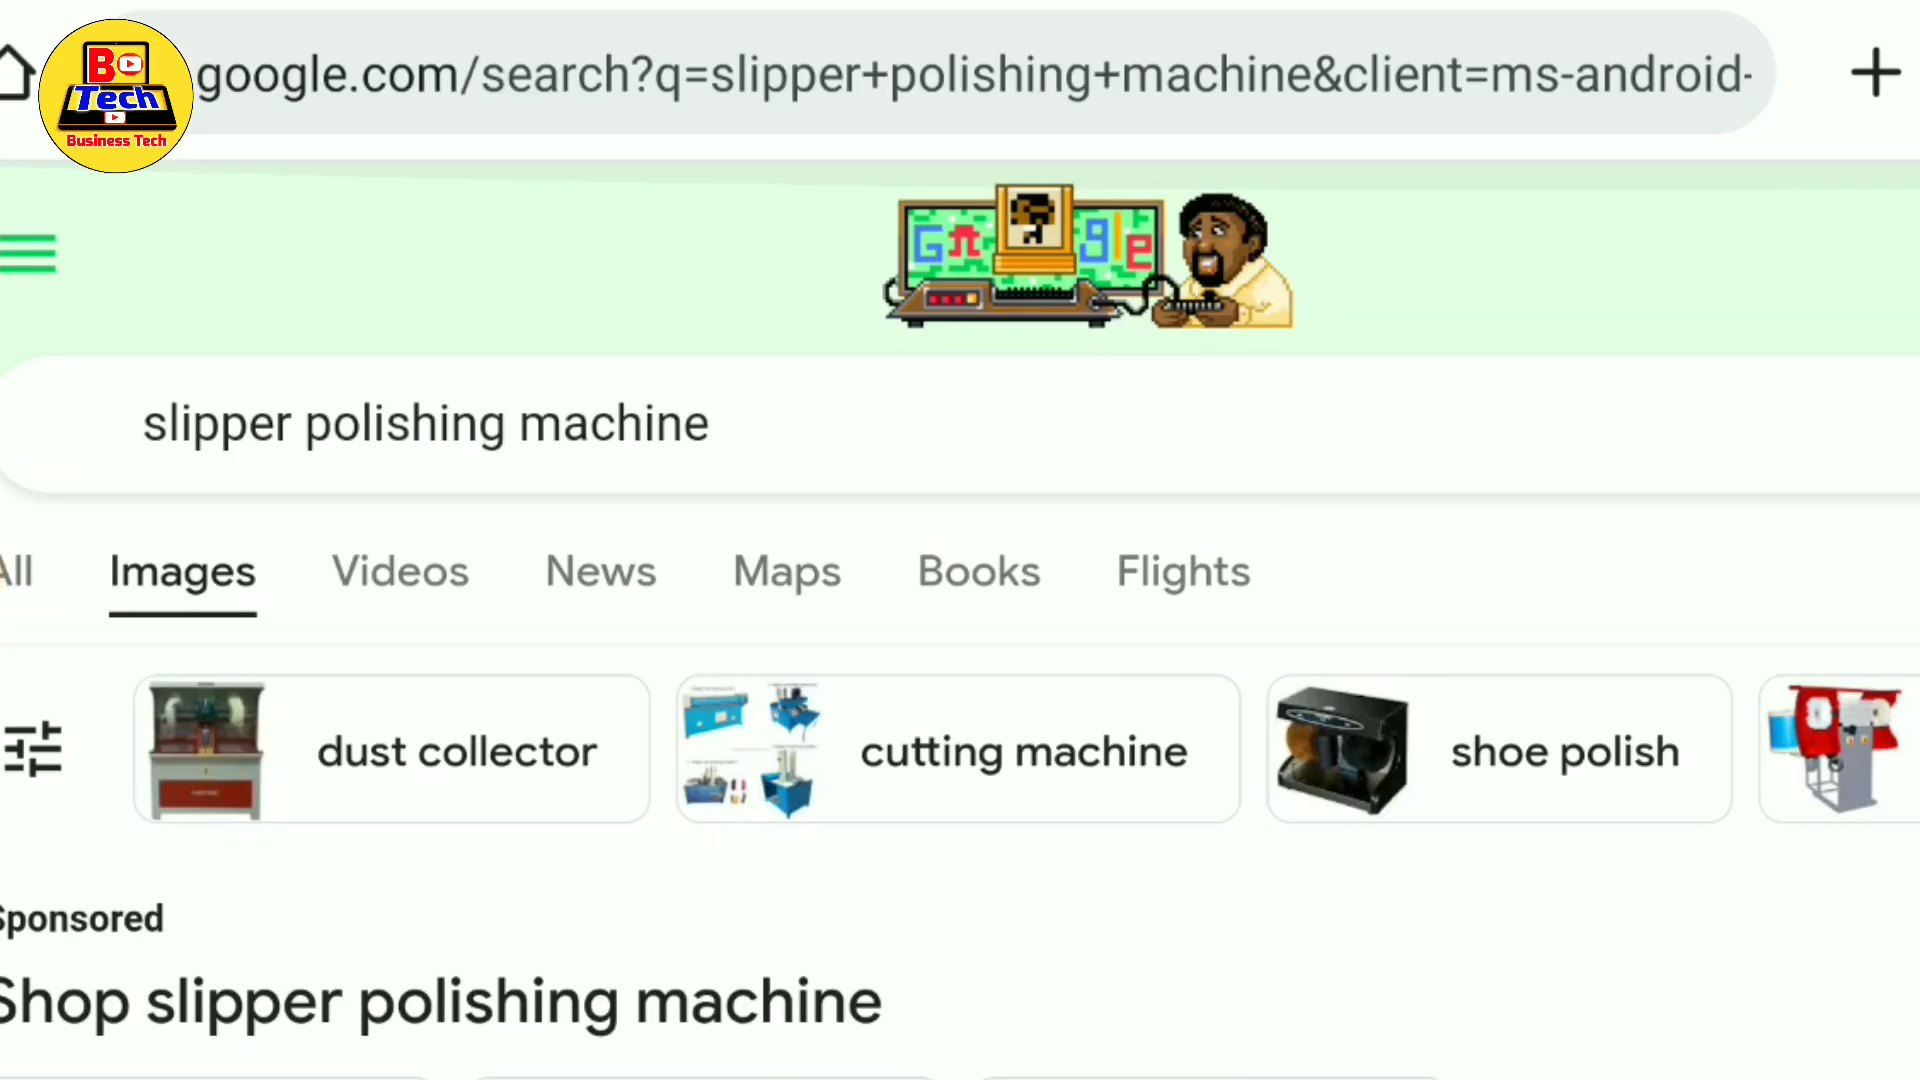 B
Tech
Business Tech
google.com/search?q=slipper+polishing+machine&client=ms-android-
Google
slipper polishing machine
All Images Videos News Maps Books Flights
dust collector cutting machine shoe polish
Sponsored
Shop slipper polishing machine